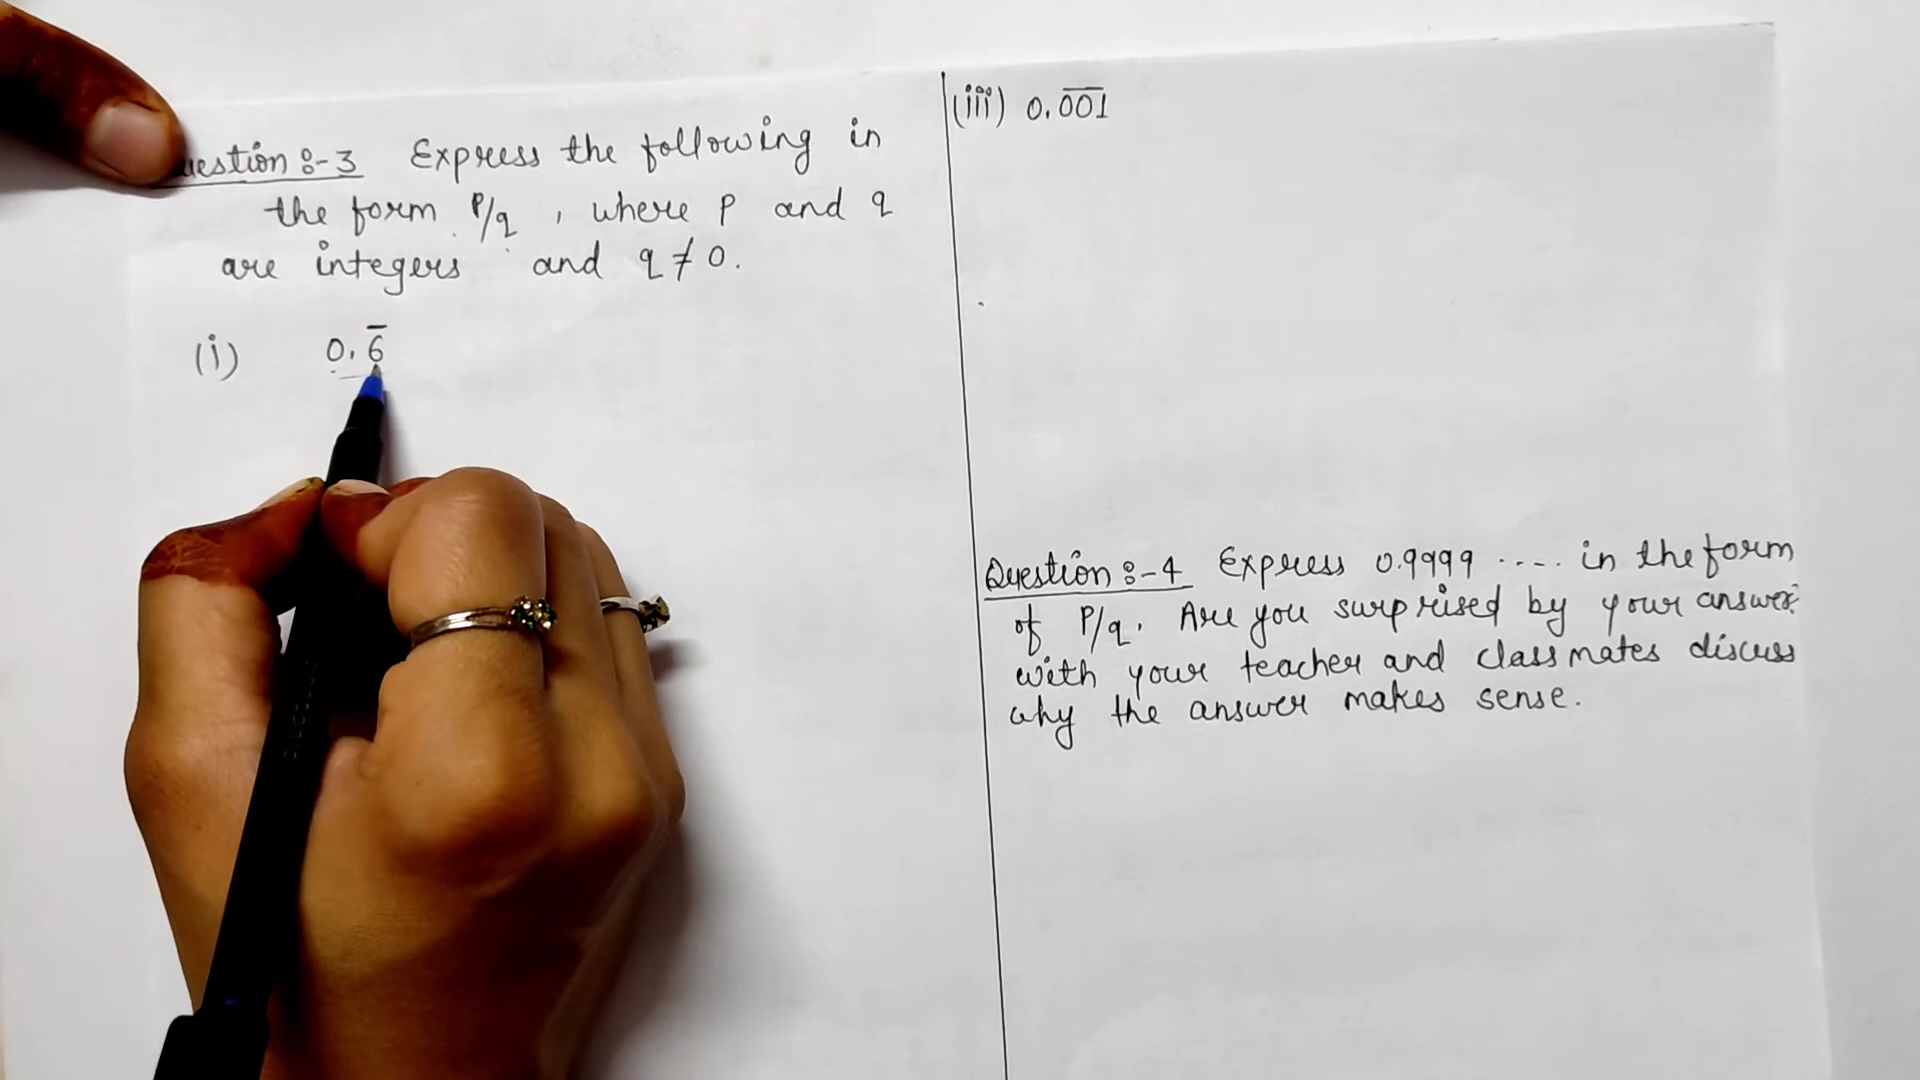 uestion :- 3 Express the following in
the form P/q , where p and q
are integers and q ≠ 0.
(i) 0.6̅
(iii) 0.0̅0̅1̅
Question :- 4 Express 0.9999 ..... in the form
of P/q. Are you surprised by your answer?
with your teacher and classmates discuss
why the answer makes sense.